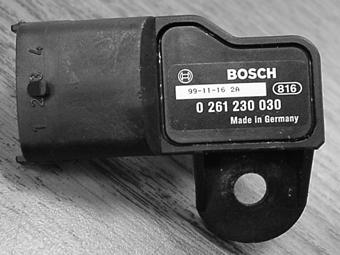 BOSCH
99-11-16 2A 816
0 261 230 030
Made in Germany
1 2 3 4